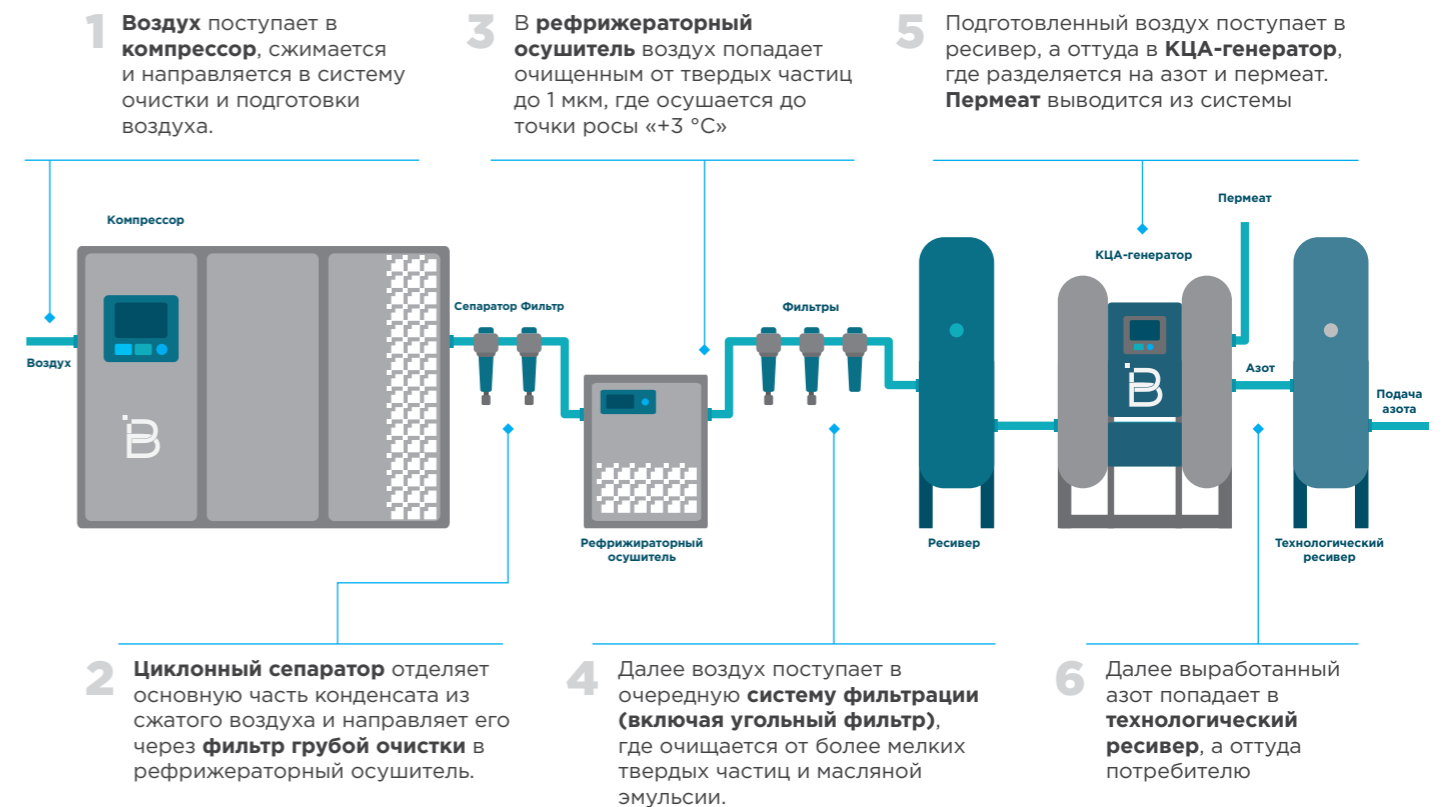 1
Воздух поступает в
компрессор, сжимается
и направляется в систему
очистки и подготовки
воздуха.
3
В рефрижераторный
осушитель воздух попадает
очищенным от твердых частиц
до 1 мкм, где осушается до
точки росы «+3 °C»
5
Подготовленный воздух поступает в
ресивер, а оттуда в КЦА-генератор,
где разделяется на азот и пермеат.
Пермеат выводится из системы
Компрессор
Воздух
Сепаратор Фильтр
Рефрижираторный
осушитель
Фильтры
Ресивер
КЦА-генератор
Пермеат
Азот
Технологический
ресивер
Подача
азота
2
Циклонный сепаратор отделяет
основную часть конденсата из
сжатого воздуха и направляет его
через фильтр грубой очистки в
рефрижераторный осушитель.
4
Далее воздух поступает в
очередную систему фильтрации
(включая угольный фильтр),
где очищается от более мелких
твердых частиц и масляной
эмульсии.
6
Далее выработанный
азот попадает в
технологический
ресивер, а оттуда
потребителю